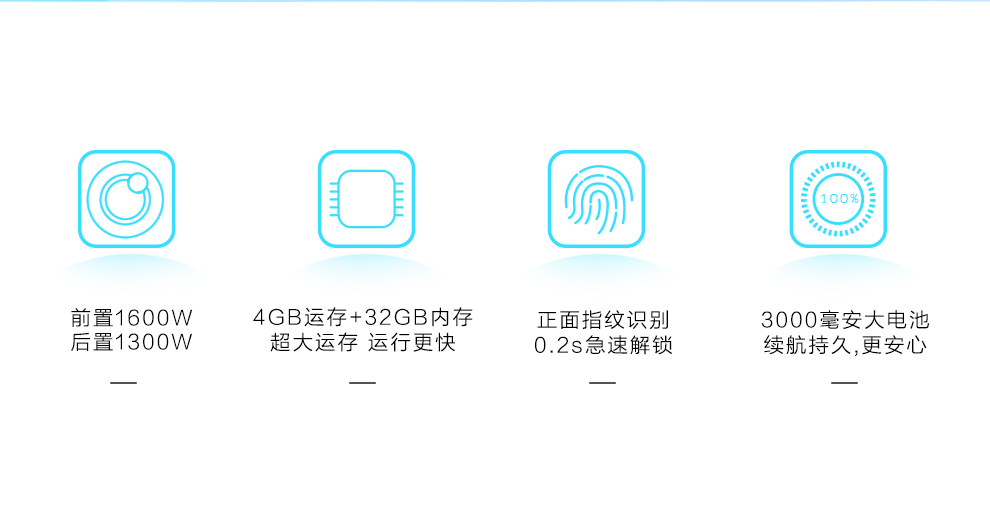 100%
前置1600W
后置1300W
4GB运存+32GB内存
超大运存 运行更快
正面指纹识别
0.2s急速解锁
3000毫安大电池
续航持久,更安心